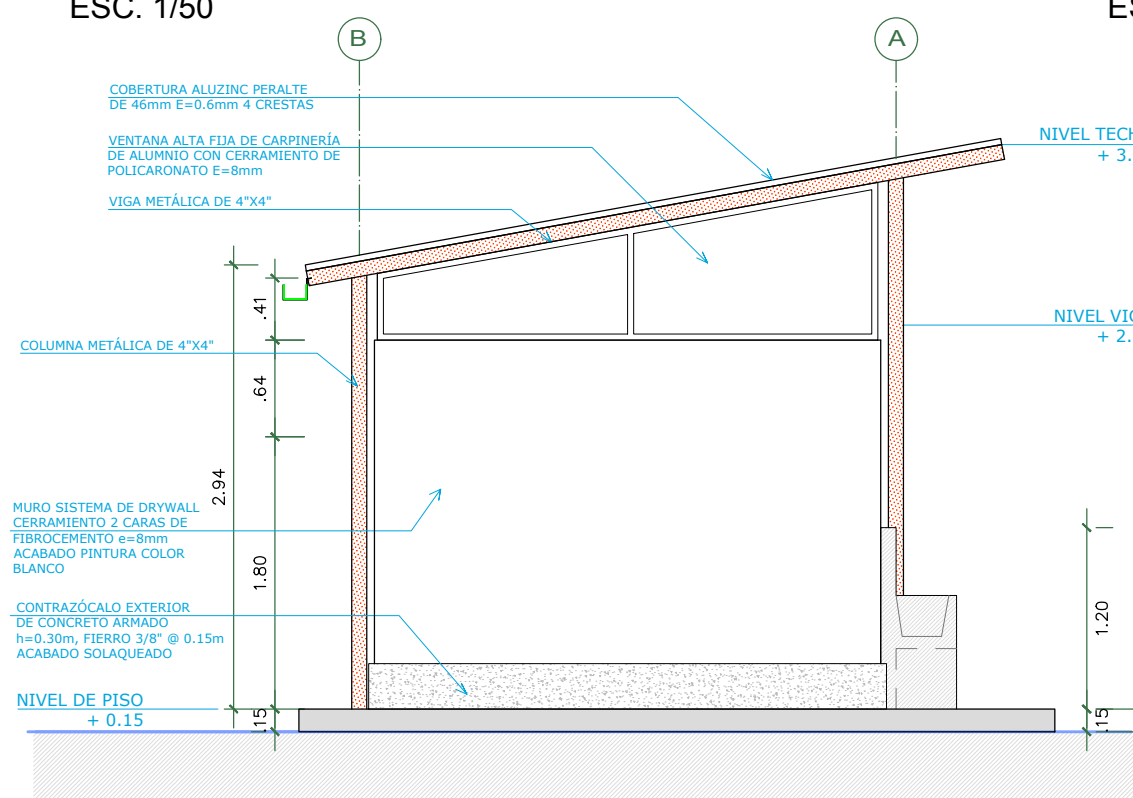 ESC. 1/50
ES
B
A
COBERTURA ALUZINC PERALTE
DE 46mm E=0.6mm 4 CRESTAS
VENTANA ALTA FIJA DE CARPINERÍA
DE ALUMNIO CON CERRAMIENTO DE
POLICARONATO E=8mm
VIGA METÁLICA DE 4"X4"
NIVEL TECH
+ 3.
.41
NIVEL VIG
+ 2.
COLUMNA METÁLICA DE 4"X4"
.64
2.94
MURO SISTEMA DE DRYWALL
CERRAMIENTO 2 CARAS DE
FIBROCEMENTO e=8mm
ACABADO PINTURA COLOR
BLANCO
1.80
CONTRAZÓCALO EXTERIOR
DE CONCRETO ARMADO
h=0.30m, FIERRO 3/8" @ 0.15m
ACABADO SOLAQUEADO
1.20
NIVEL DE PISO
+ 0.15
.15
.15